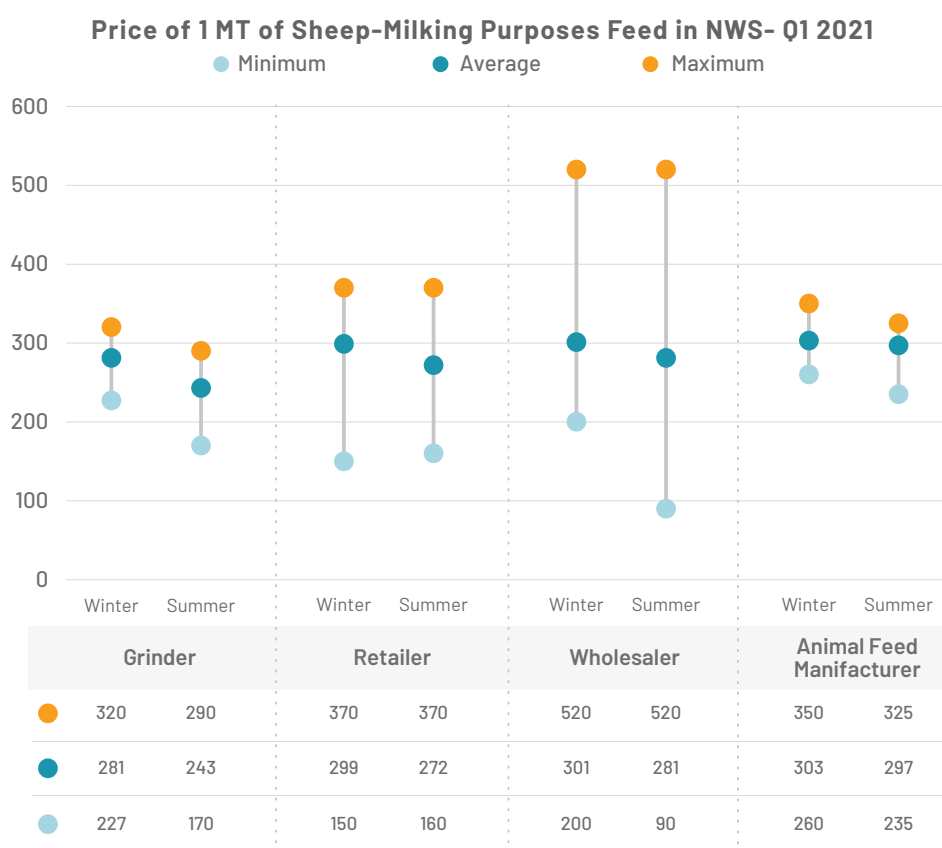 Price of 1 MT of Sheep-Milking Purposes Feed in NWS- Q1 2021
Minimum Average Maximum
600
500
400
300
200
100
0
Winter Summer Winter Summer Winter Summer Winter Summer
Grinder Retailer Wholesaler Animal Feed
Manifacturer
320 290 370 370 520 520 350 325
281 243 299 272 301 281 303 297
227 170 150 160 200 90 260 235